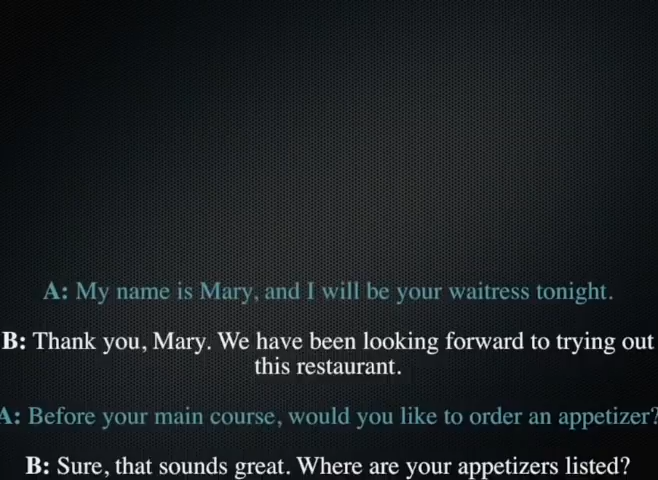 A: My name is Mary, and I will be your waitress tonight.
B: Thank you, Mary. We have been looking forward to trying out
this restaurant.
A: Before your main course, would you like to order an appetizer?
B: Sure, that sounds great. Where are your appetizers listed?